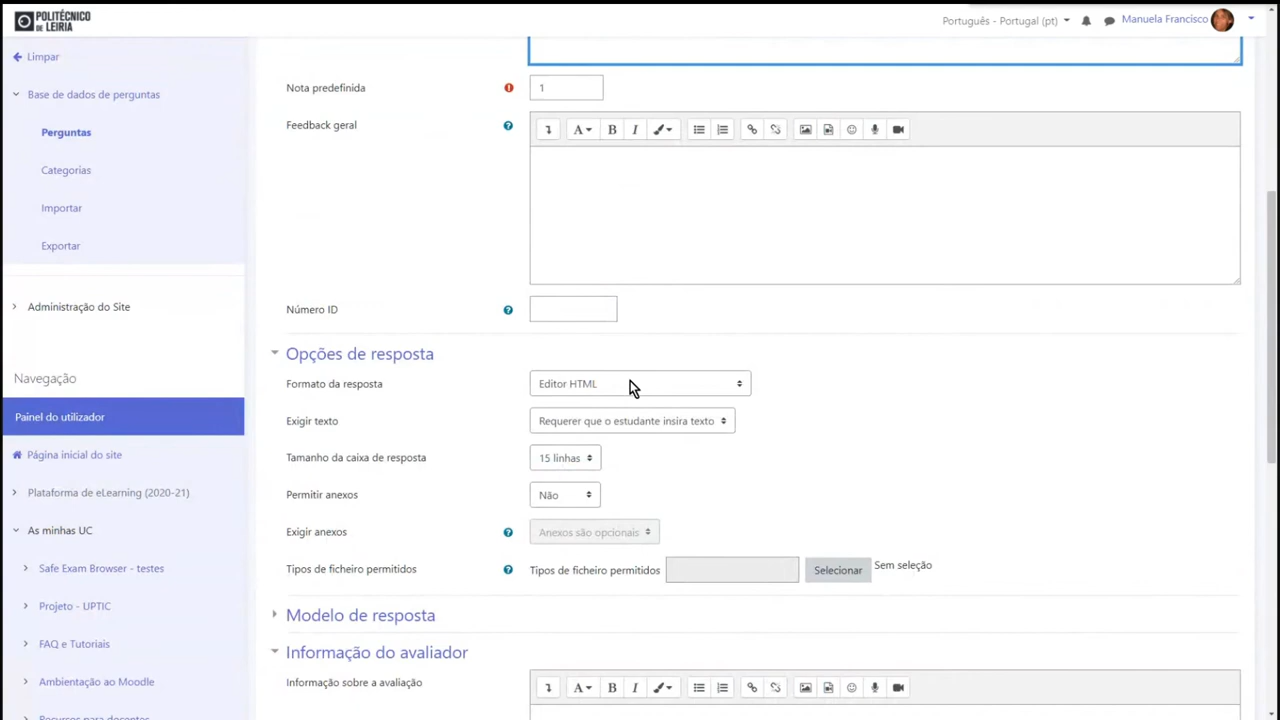 POLITÉCNICO
DE LEIRIA
Português - Portugal (pt)
Manuela Francisco
Limpar
Base de dados de perguntas
Perguntas
Categorias
Importar
Exportar
Administração do Site
Navegação
Painel do utilizador
Página inicial do site
Plataforma de eLearning (2020-21)
As minhas UC
Safe Exam Browser - testes
Projeto - UPTIC
FAQ e Tutoriais
Ambientação ao Moodle
Recursos para docentes
Nota predefinida
1
Feedback geral
A B I
Número ID
Opções de resposta
Formato da resposta
Editor HTML
Exigir texto
Requerer que o estudante insira texto
Tamanho da caixa de resposta
15 linhas
Permitir anexos
Não
Exigir anexos
Anexos são opcionais
Tipos de ficheiro permitidos
Tipos de ficheiro permitidos
Selecionar
Sem seleção
Modelo de resposta
Informação do avaliador
Informação sobre a avaliação
A B I